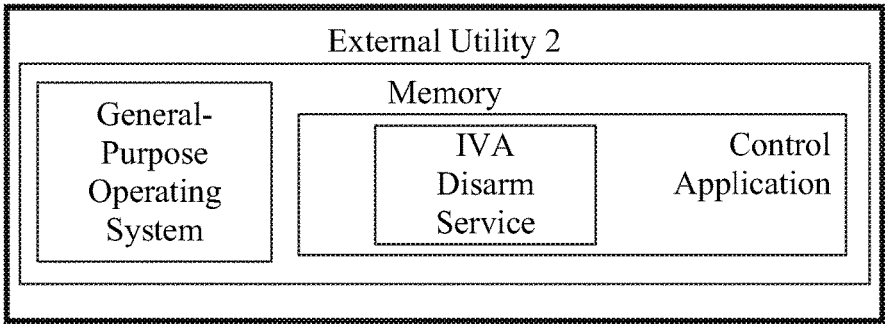 External Utility 2
Memory
General-
Purpose
Operating
System
IVA
Disarm
Service
Control
Application